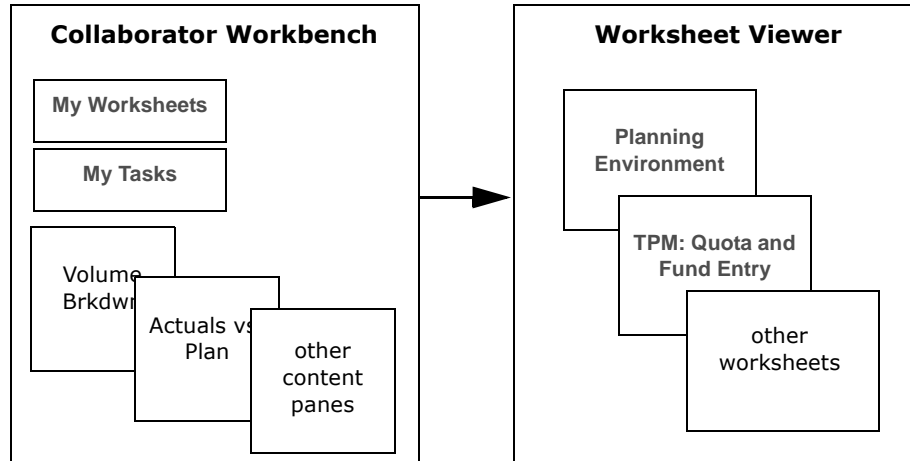 Collaborator Workbench
My Worksheets
My Tasks
Volume
Brkdwn
Actuals vs.
Plan
other
content
panes
Worksheet Viewer
Planning
Environment
TPM: Quota and
Fund Entry
other
worksheets